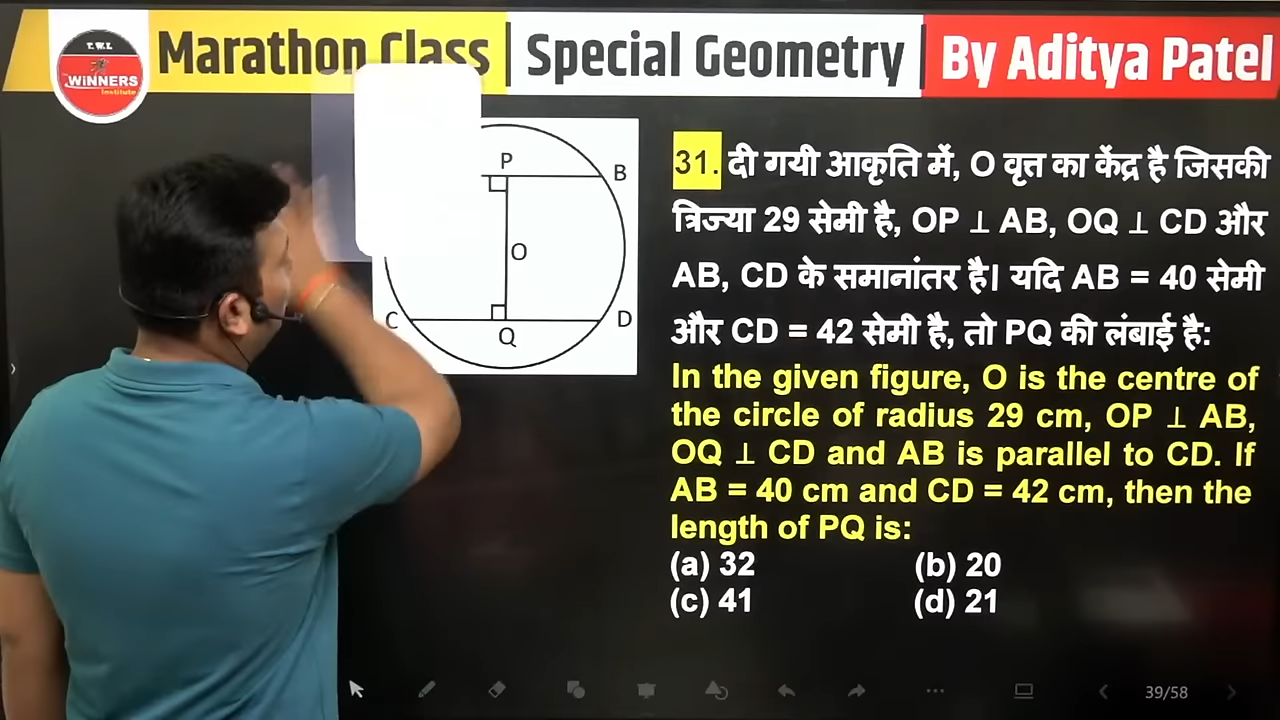 T.W.I.
The
WINNERS
Institute
Marathon Class
Special Geometry
By Aditya Patel
P
B
O
C
D
Q
31. दी गयी आकृति में, O वृत्त का केंद्र है जिसकी
त्रिज्या 29 सेमी है, OP ⊥ AB, OQ ⊥ CD और
AB, CD के समानांतर है। यदि AB = 40 सेमी
और CD = 42 सेमी है, तो PQ की लंबाई है:
In the given figure, O is the centre of
the circle of radius 29 cm, OP ⊥ AB,
OQ ⊥ CD and AB is parallel to CD. If
AB = 40 cm and CD = 42 cm, then the
length of PQ is:
(a) 32 (b) 20
(c) 41 (d) 21
39/58